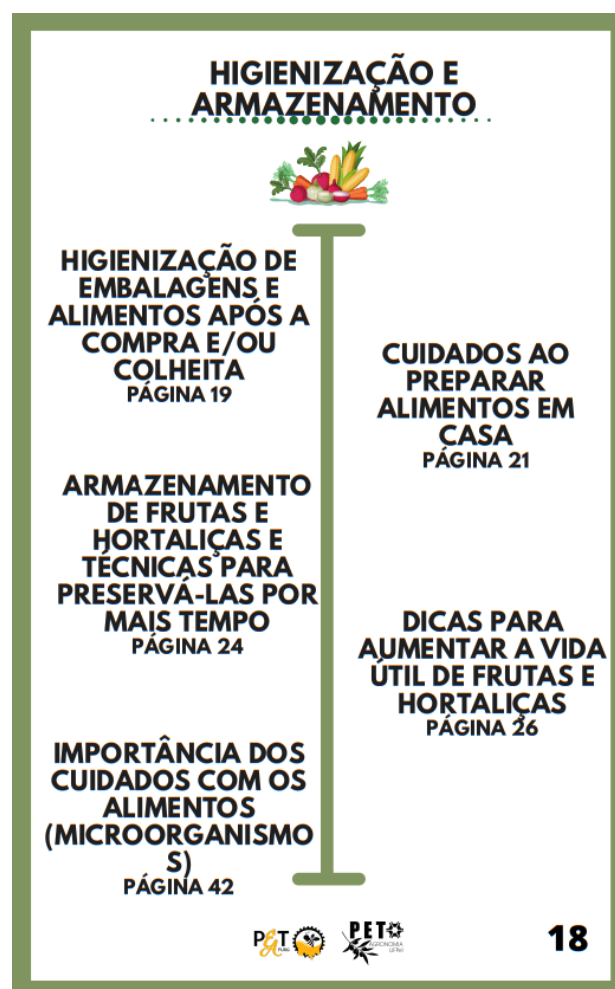 HIGIENIZAÇÃO E
ARMAZENAMENTO
HIGIENIZAÇÃO DE
EMBALAGENS E
ALIMENTOS APÓS A
COMPRA E/OU
COLHEITA
PÁGINA 19
CUIDADOS AO
PREPARAR
ALIMENTOS EM
CASA
PÁGINA 21
ARMAZENAMENTO
DE FRUTAS E
HORTALIÇAS E
TÉCNICAS PARA
PRESERVÁ-LAS POR
MAIS TEMPO
PÁGINA 24
DICAS PARA
AUMENTAR A VIDA
ÚTIL DE FRUTAS E
HORTALIÇAS
PÁGINA 26
IMPORTÂNCIA DOS
CUIDADOS COM OS
ALIMENTOS
(MICROORGANISMO
S)
PÁGINA 42
PET
AGRONOMIA
18